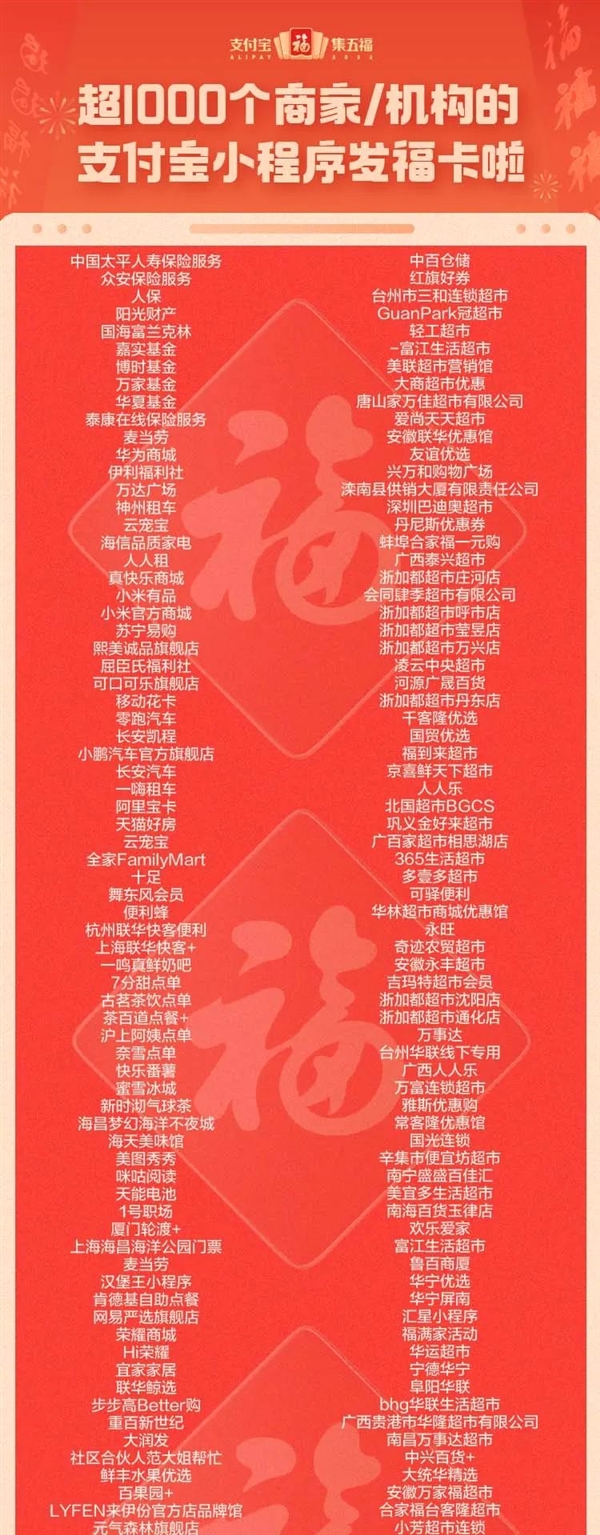 支付宝 福 集五福
ALIPAY 2022
超1000个商家/机构的
支付宝小程序发福卡啦
中国太平人寿保险服务
众安保险服务
人保
阳光财产
国海富兰克林
嘉实基金
博时基金
万家基金
华夏基金
泰康在线保险服务
麦当劳
华为商城
伊利福利社
万达广场
神州租车
云宠宝
海信品质家电
人人租
真快乐商城
小米有品
小米官方商城
苏宁易购
熙美诚品旗舰店
屈臣氏福利社
可口可乐旗舰店
移动花卡
零跑汽车
长安凯程
小鹏汽车官方旗舰店
长安汽车
一嗨租车
阿里宝卡
天猫好房
云宠宝
全家FamilyMart
十足
舞东风会员
便利蜂
杭州联华快客便利
上海联华快客+
一鸣真鲜奶吧
7分甜点单
古茗茶饮点单
茶百道点餐+
沪上阿姨点单
奈雪点单
快乐番薯
蜜雪冰城
新时沏气球茶
海昌梦幻海洋不夜城
海天美味馆
美图秀秀
咪咕阅读
天能电池
1号职场
厦门轮渡+
上海海昌海洋公园门票
麦当劳
汉堡王小程序
肯德基自助点餐
网易严选旗舰店
荣耀商城
Hi荣耀
宜家家居
联华鲸选
步步高Better购
重百新世纪
大润发
社区合伙人范大姐帮忙
鲜丰水果优选
百果园+
LYFEN来伊份官方店品牌馆
元气森林旗舰店
中百仓储
红旗好券
台州市三和连锁超市
GuanPark冠超市
轻工超市
-富江生活超市
美联超市营销馆
大商超市优惠
唐山家万佳超市有限公司
爱尚天天超市
安徽联华优惠馆
友谊优选
兴万和购物广场
滦南县供销大厦有限责任公司
深圳巴迪奥超市
丹尼斯优惠券
蚌埠合家福一元购
广西泰兴超市
浙加都超市庄河店
会同肆季超市有限公司
浙加都超市呼市店
浙加都超市莹昱店
浙加都超市万兴店
凌云中央超市
河源广晟百货
浙加都超市丹东店
千客隆优选
国贸优选
福到来超市
京喜鲜天下超市
人人乐
北国超市BGCS
巩义金好来超市
广百家超市相思湖店
365生活超市
多壹多超市
可驿便利
华林超市商城优惠馆
永旺
奇迹农贸超市
安徽永丰超市
吉玛特超市会员
浙加都超市沈阳店
浙加都超市通化店
万事达
台州华联线下专用
广西人人乐
万富连锁超市
雅斯优惠购
常客隆优惠馆
国光连锁
辛集市便宜坊超市
南宁盛盛百佳汇
美宜多生活超市
南海百货玉律店
欢乐爱家
富江生活超市
鲁百商厦
华宁优选
华宁屏南
汇星小程序
福满家活动
华运超市
宁德华宁
阜阳华联
bhg华联生活超市
广西贵港市华隆超市有限公司
南昌万事达超市
中兴百货+
大统华精选
安徽万家福超市
合家福台客隆超市
小芳超市连锁
福
福